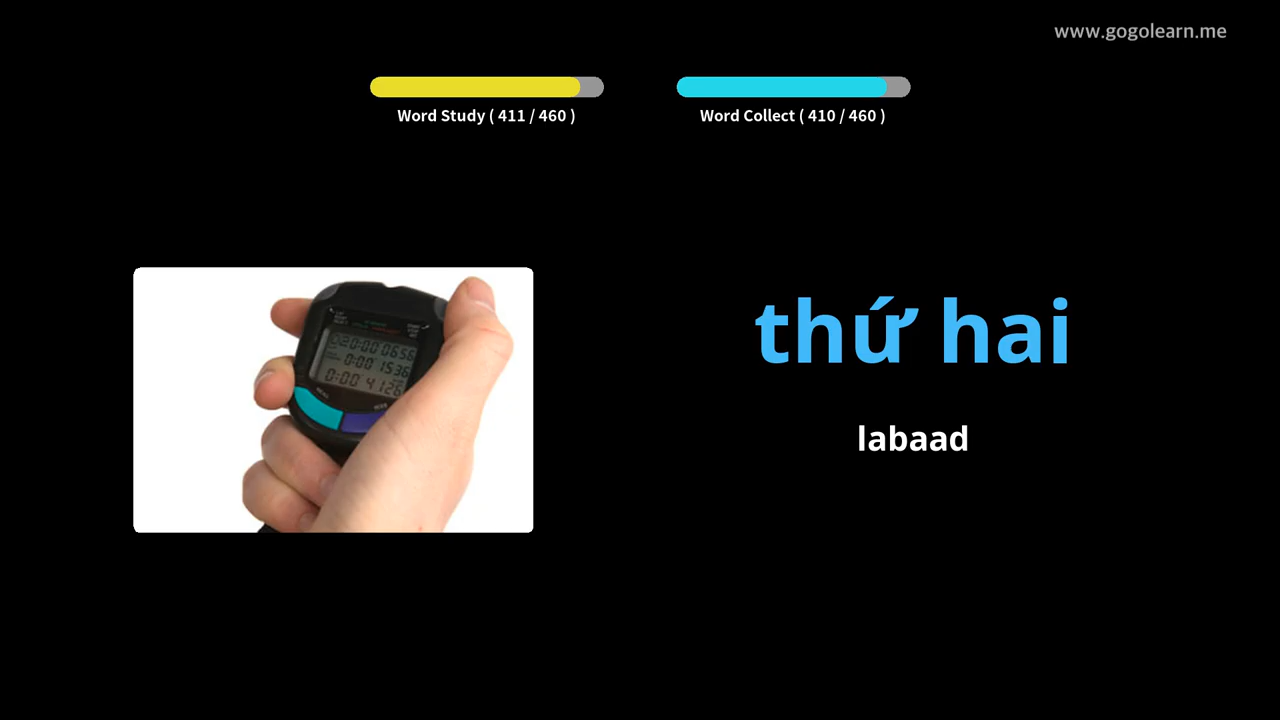 www.gogolearn.me
Word Study ( 411 / 460 )
Word Collect ( 410 / 460 )
thứ hai
labaad